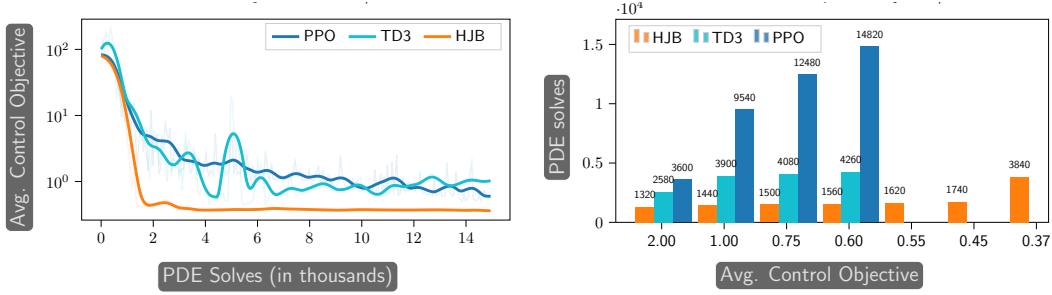 PPO TD3 HJB
Avg. Control Objective
10²
10¹
10⁰
0 2 4 6 8 10 12 14
PDE Solves (in thousands)
·10⁴
HJB TD3 PPO
PDE solves
1.5
1
0.5
0
1320 2580 3600
1440 3900 9540
1500 4080 12480
1560 4260 14820
1620
1740
3840
2.00 1.00 0.75 0.60 0.55 0.45 0.37
Avg. Control Objective